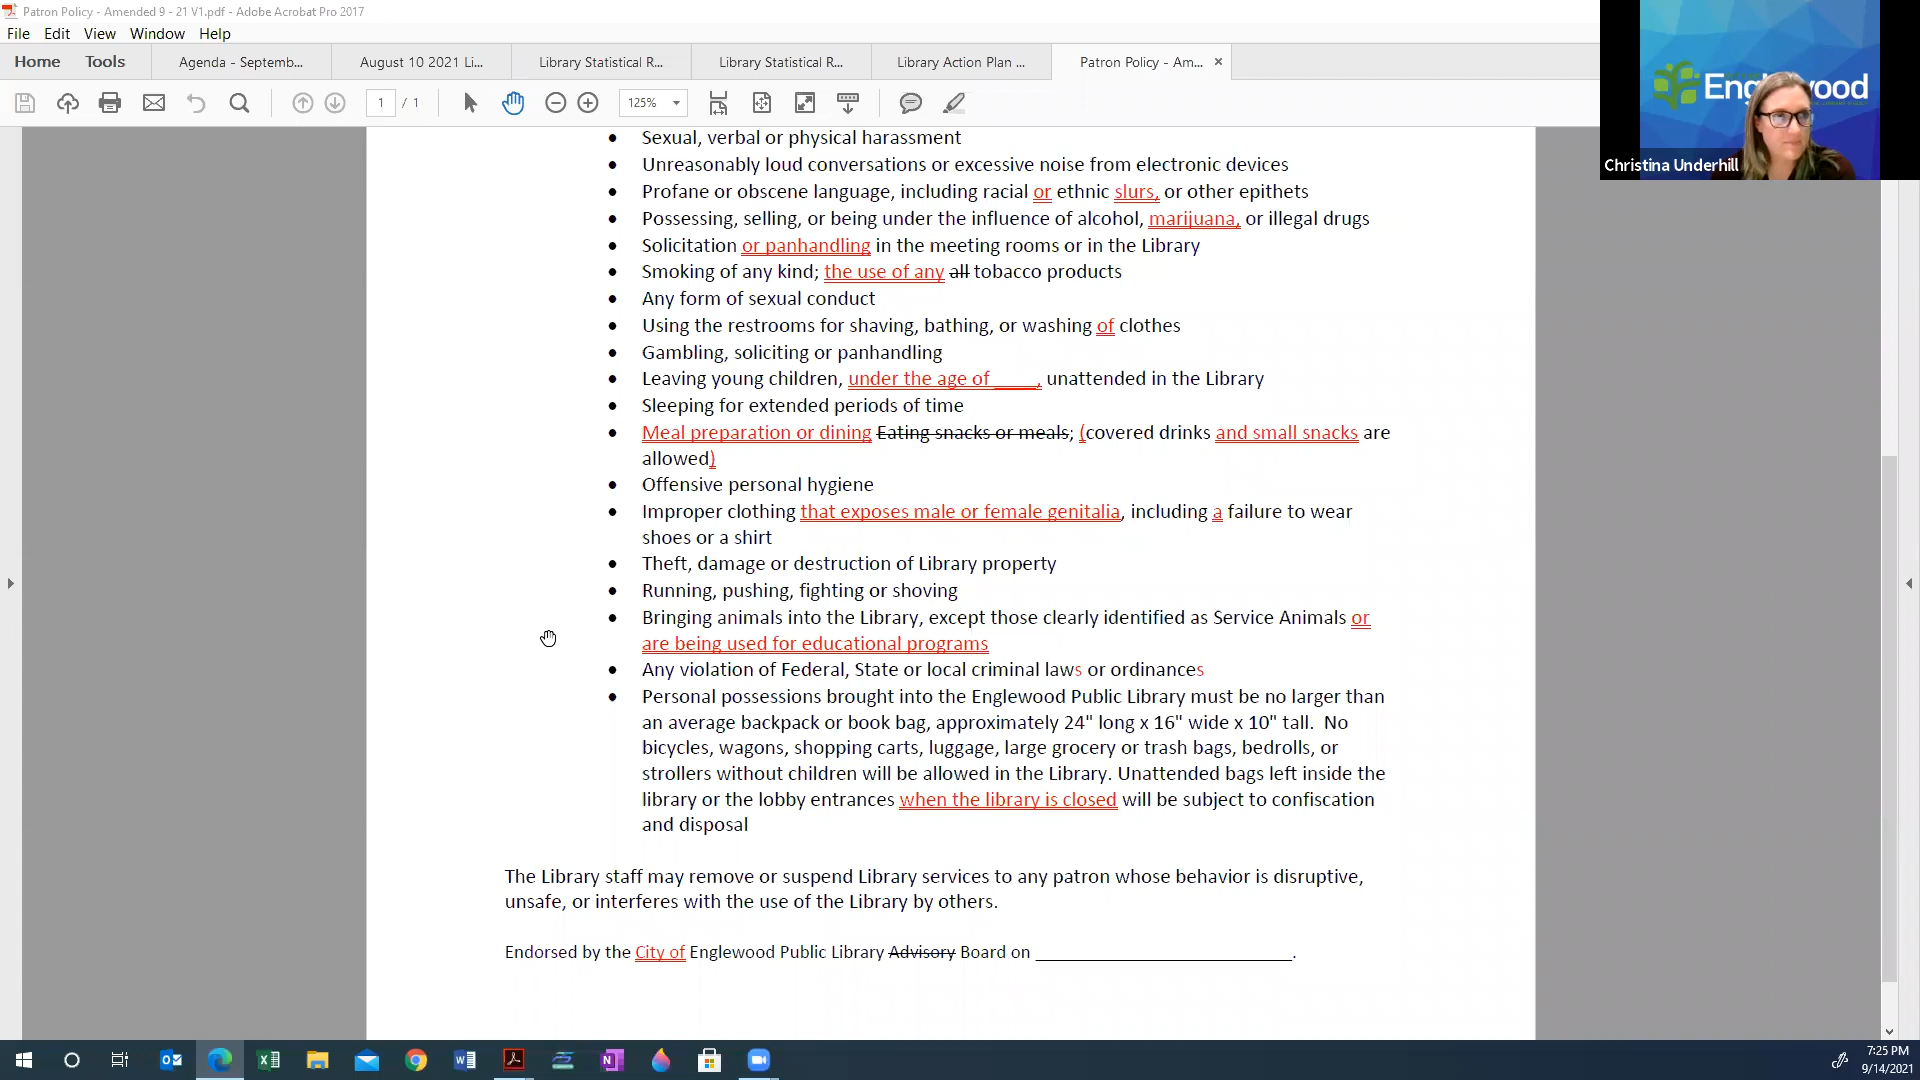 Patron Policy - Amended 9 - 21 V1.pdf - Adobe Acrobat Pro 2017
File Edit View Window Help
Home Tools Agenda - Septemb... August 10 2021 Li... Library Statistical R... Library Statistical R... Library Action Plan ... Patron Policy - Am... ×
1 / 1 125%
Englewood
Christina Underhill
• Sexual, verbal or physical harassment
• Unreasonably loud conversations or excessive noise from electronic devices
• Profane or obscene language, including racial or ethnic slurs, or other epithets
• Possessing, selling, or being under the influence of alcohol, marijuana, or illegal drugs
• Solicitation or panhandling in the meeting rooms or in the Library
• Smoking of any kind; the use of any all tobacco products
• Any form of sexual conduct
• Using the restrooms for shaving, bathing, or washing of clothes
• Gambling, soliciting or panhandling
• Leaving young children, under the age of ____, unattended in the Library
• Sleeping for extended periods of time
• Meal preparation or dining Eating snacks or meals; (covered drinks and small snacks are
allowed)
• Offensive personal hygiene
• Improper clothing that exposes male or female genitalia, including a failure to wear
shoes or a shirt
• Theft, damage or destruction of Library property
• Running, pushing, fighting or shoving
• Bringing animals into the Library, except those clearly identified as Service Animals or
are being used for educational programs
• Any violation of Federal, State or local criminal laws or ordinances
• Personal possessions brought into the Englewood Public Library must be no larger than
an average backpack or book bag, approximately 24" long x 16" wide x 10" tall. No
bicycles, wagons, shopping carts, luggage, large grocery or trash bags, bedrolls, or
strollers without children will be allowed in the Library. Unattended bags left inside the
library or the lobby entrances when the library is closed will be subject to confiscation
and disposal
The Library staff may remove or suspend Library services to any patron whose behavior is disruptive,
unsafe, or interferes with the use of the Library by others.
Endorsed by the City of Englewood Public Library Advisory Board on ___________________________.
7:25 PM
9/14/2021